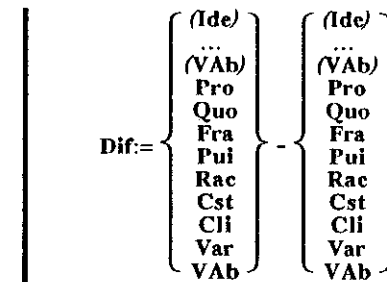 (Ide) (Ide)
... ...
(VAb) (VAb)
Pro Pro
Quo Quo
Fra Fra
Dif:= { Pui } - { Pui
Rac Rac
Cst Cst
Cli Cli
Var Var
VAb VAb